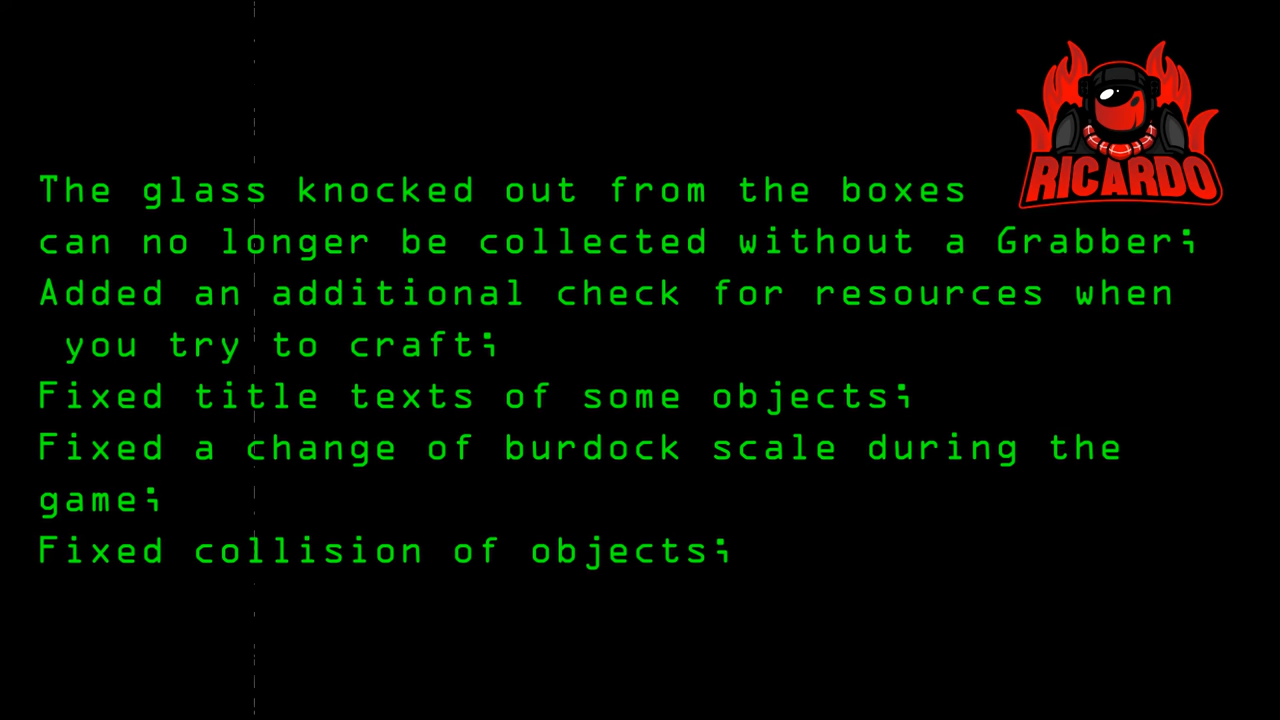 RICARDO
The glass knocked out from the boxes
can no longer be collected without a Grabber;
Added an additional check for resources when
you try to craft;
Fixed title texts of some objects;
Fixed a change of burdock scale during the
game;
Fixed collision of objects;